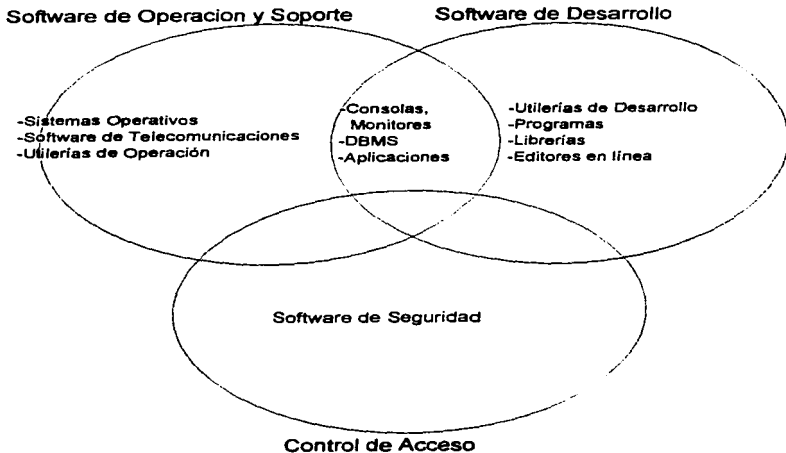 Software de Operacion y Soporte
Software de Desarrollo
-Sistemas Operativos
-Software de Telecomunicaciones
-Utilerías de Operación
-Consolas,
Monitores
-DBMS
-Aplicaciones
-Utilerías de Desarrollo
-Programas
-Librerías
-Editores en línea
Software de Seguridad
Control de Acceso